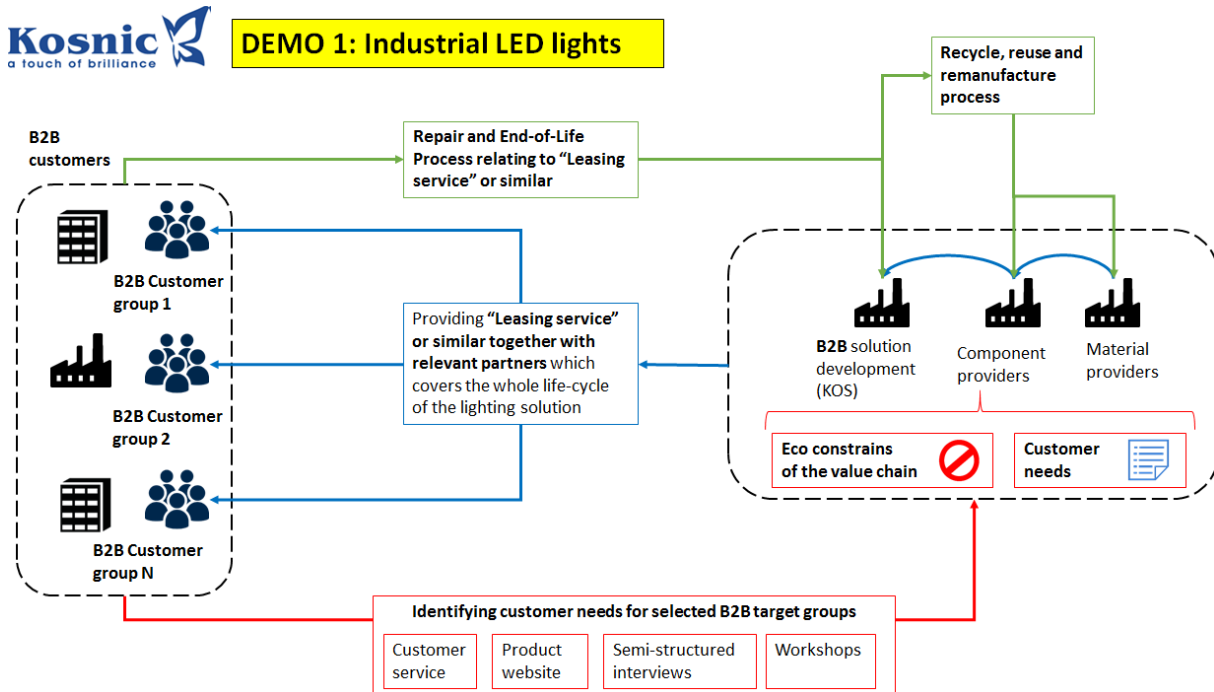 Kosnic
a touch of brilliance
DEMO 1: Industrial LED lights
Recycle, reuse and
remanufacture
process
B2B
customers
Repair and End-of-Life
Process relating to “Leasing
service” or similar
B2B Customer
group 1
B2B Customer
group 2
B2B Customer
group N
Providing “Leasing service”
or similar together with
relevant partners which
covers the whole life-cycle
of the lighting solution
B2B solution
development
(KOS)
Component
providers
Material
providers
Eco constrains
of the value chain
Customer
needs
Identifying customer needs for selected B2B target groups
Customer
service
Product
website
Semi-structured
interviews
Workshops